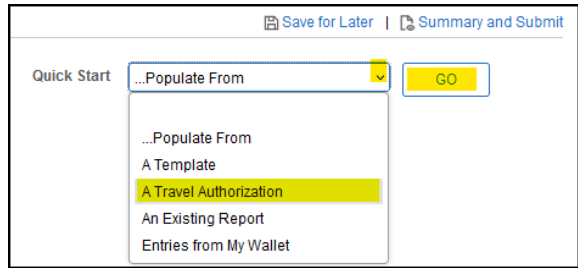 Save for Later | Summary and Submit
Quick Start ...Populate From GO
...Populate From
A Template
A Travel Authorization
An Existing Report
Entries from My Wallet